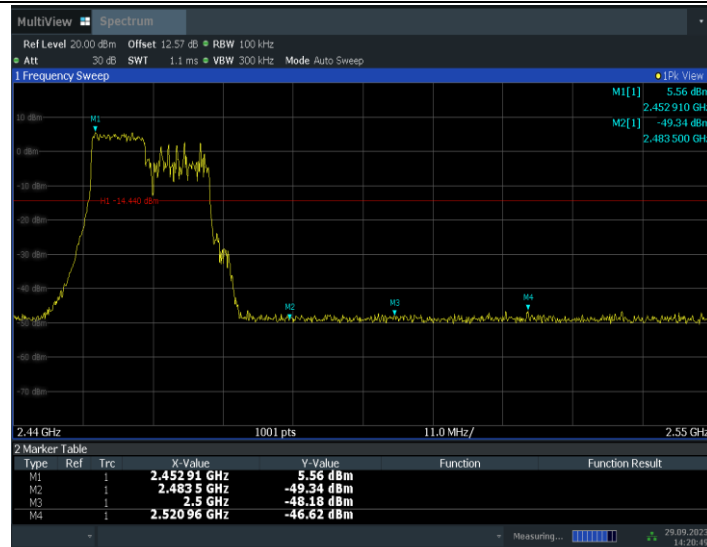 MultiView Spectrum
Ref Level 20.00 dBm Offset 12.57 dB RBW 100 kHz
Att 30 dB SWT 1.1 ms VBW 300 kHz Mode Auto Sweep
1 Frequency Sweep 1Pk View
M1[1] 5.56 dBm
2.452 910 GHz
M2[1] -49.34 dBm
2.483 500 GHz
10 dBm
M1
0 dBm
-10 dBm
H1 -14.440 dBm
-20 dBm
-30 dBm
-40 dBm
M2 M3 M4
-50 dBm
-60 dBm
-70 dBm
2.44 GHz 1001 pts 11.0 MHz/ 2.55 GHz
2 Marker Table
Type Ref Trc X-Value Y-Value Function Function Result
M1 1 2.452 91 GHz 5.56 dBm
M2 1 2.483 5 GHz -49.34 dBm
M3 1 2.5 GHz -48.18 dBm
M4 1 2.520 96 GHz -46.62 dBm
Measuring... 29.09.2023
14:20:49